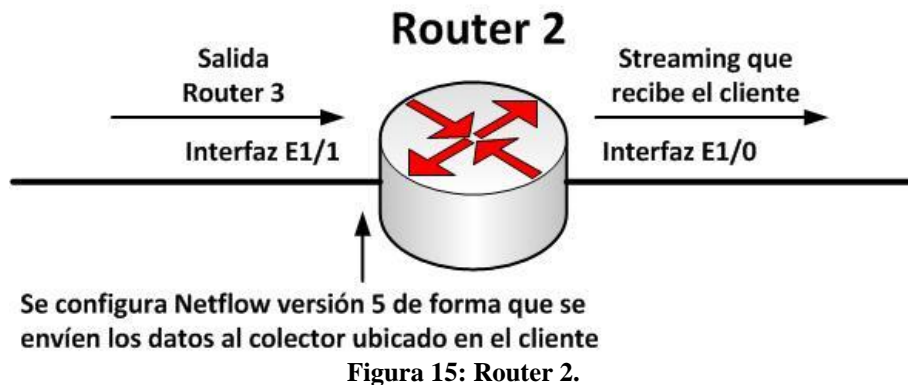 Router 2
Salida
Router 3
Streaming que
recibe el cliente
Interfaz E1/1
Interfaz E1/0
Se configura Netflow versión 5 de forma que se
envíen los datos al colector ubicado en el cliente
Figura 15: Router 2.